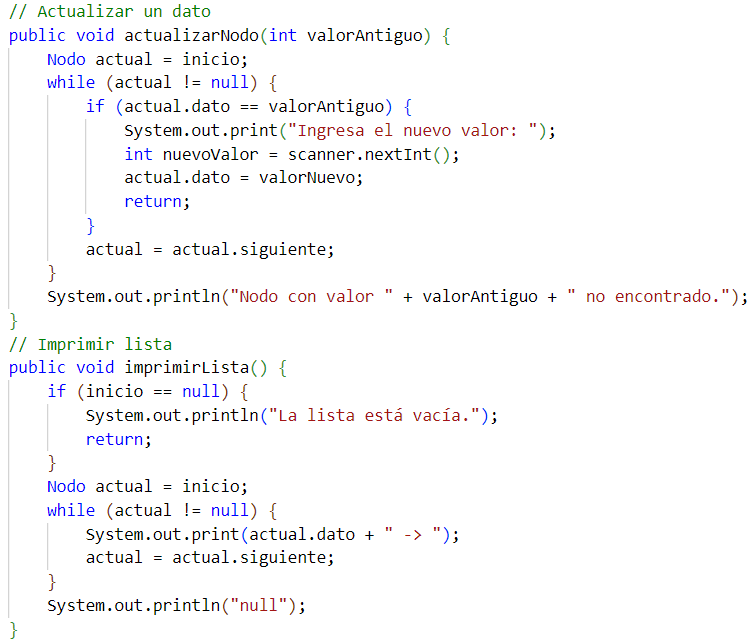 // Actualizar un dato
public void actualizarNodo(int valorAntiguo) {
    Nodo actual = inicio;
    while (actual != null) {
        if (actual.dato == valorAntiguo) {
            System.out.print("Ingresa el nuevo valor: ");
            int nuevoValor = scanner.nextInt();
            actual.dato = valorNuevo;
            return;
        }
        actual = actual.siguiente;
    }
    System.out.println("Nodo con valor " + valorAntiguo + " no encontrado.");
}
// Imprimir lista
public void imprimirLista() {
    if (inicio == null) {
        System.out.println("La lista está vacía.");
        return;
    }
    Nodo actual = inicio;
    while (actual != null) {
        System.out.print(actual.dato + " -> ");
        actual = actual.siguiente;
    }
    System.out.println("null");
}